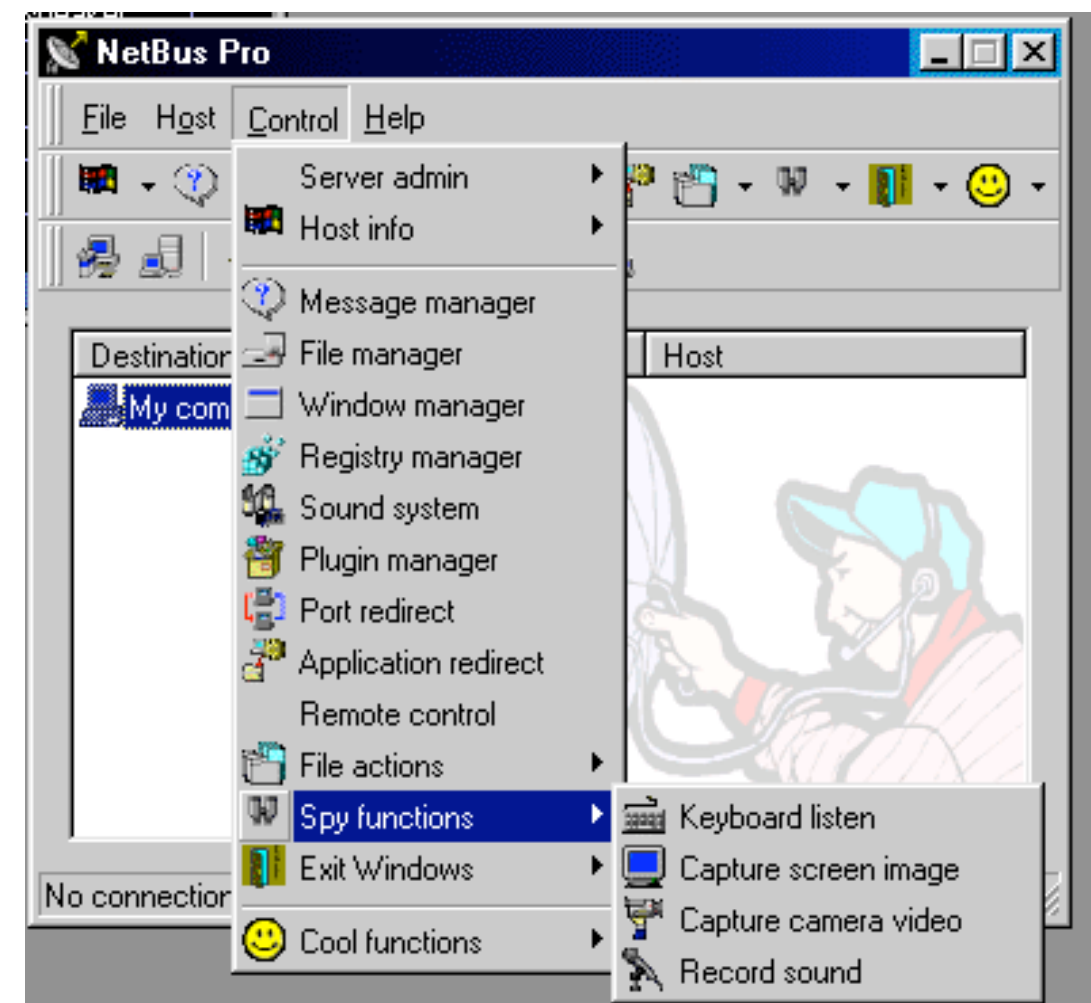 NetBus Pro
File Host Control Help
Server admin
Host info
Message manager
Destination
File manager
Host
My com
Window manager
Registry manager
Sound system
Plugin manager
Port redirect
Application redirect
Remote control
File actions
Spy functions
Keyboard listen
Exit Windows
Capture screen image
No connection
Capture camera video
Cool functions
Record sound